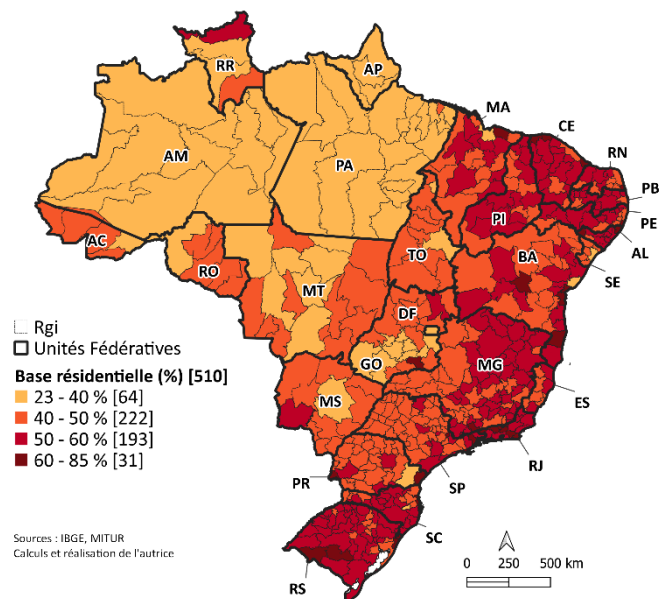 RR
AP
MA
CE
RN
AM
PA
PB
PI
PE
AC
TO
AL
RO
BA
SE
MT
DF
Rgi
Unités Fédératives
GO
MG
Base résidentielle (%) [510]
23 - 40 % [64]
MS
ES
40 - 50 % [222]
50 - 60 % [193]
RJ
60 - 85 % [31]
PR
SP
Sources : IBGE, MITUR
SC
Calculs et réalisation de l'autrice
RS
0 250 500 km